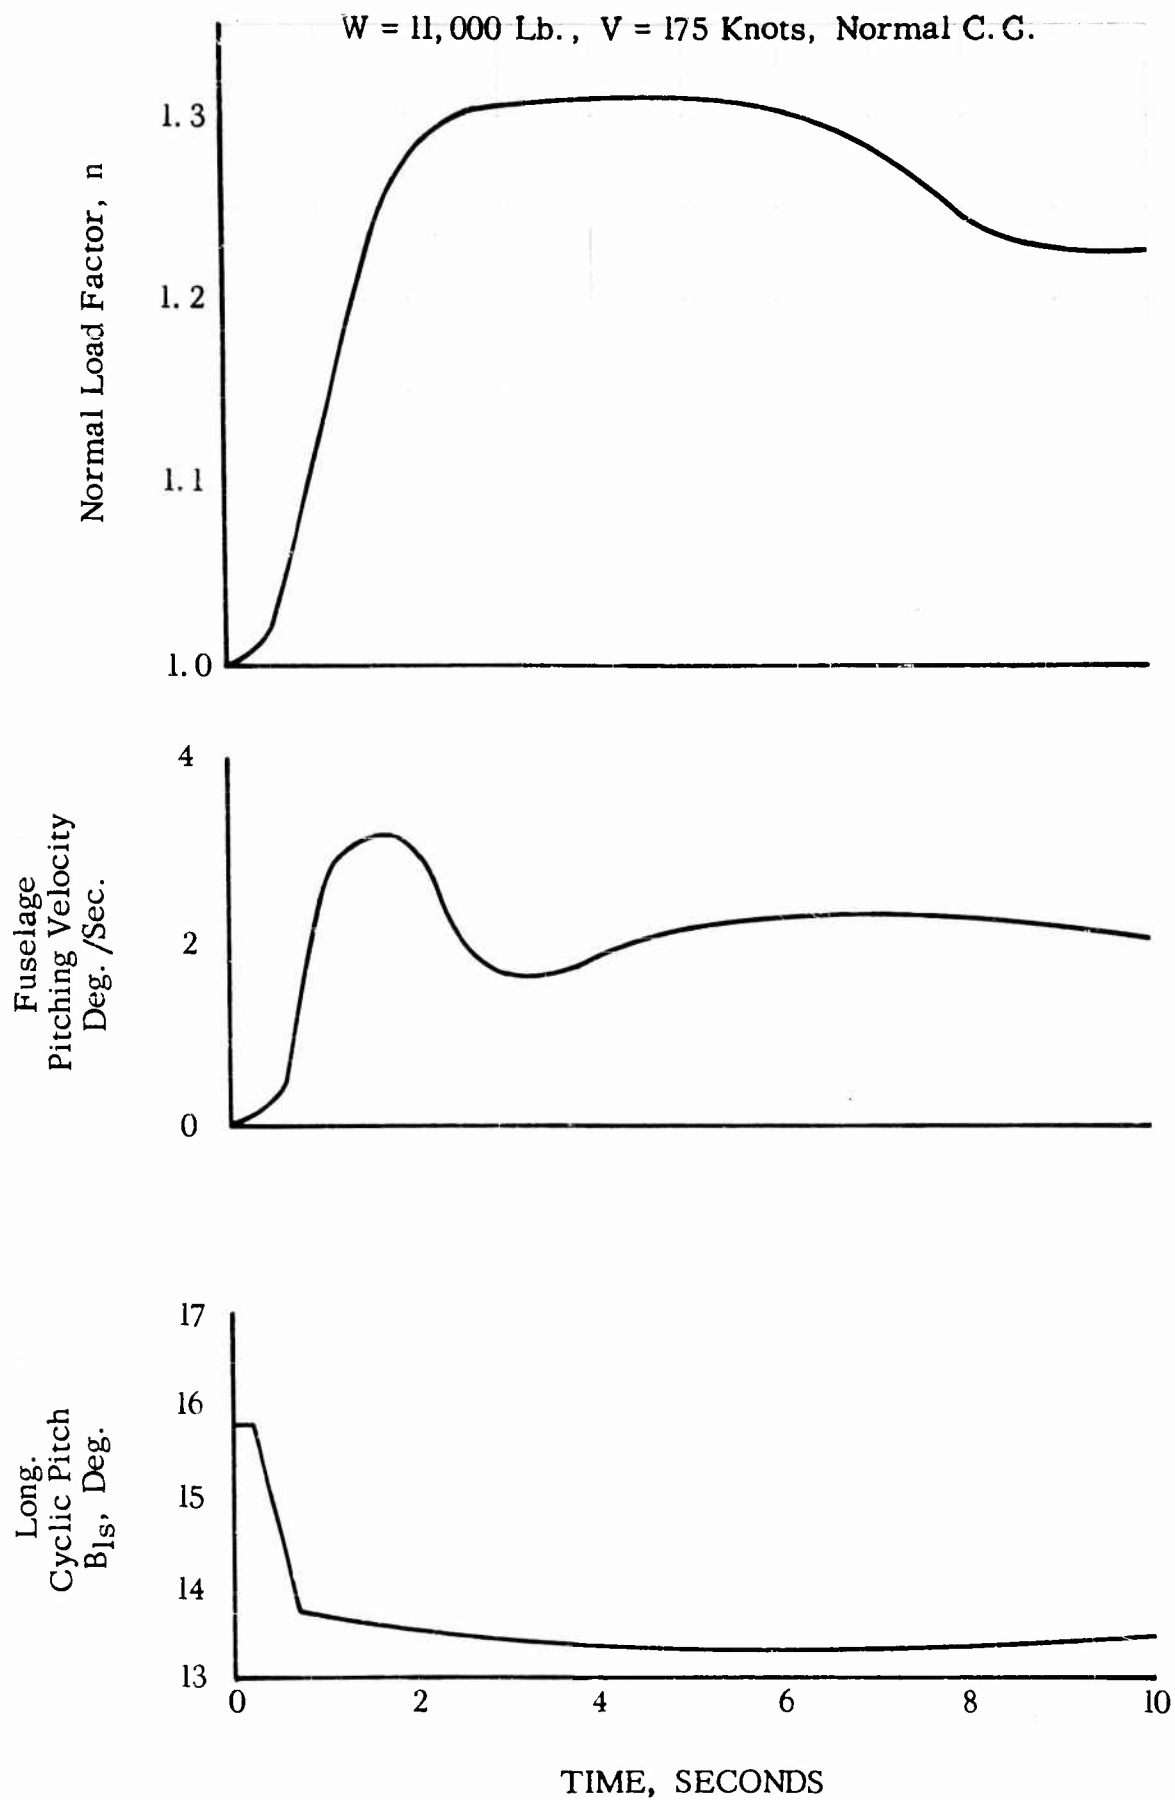 W = 11,000 Lb., V = 175 Knots, Normal C.G.
Normal Load Factor, n
1.3
1.2
1.1
1.0
Fuselage
Pitching Velocity
Deg./Sec.
4
2
0
Long.
Cyclic Pitch
B1s, Deg.
17
16
15
14
13
0 2 4 6 8 10
TIME, SECONDS